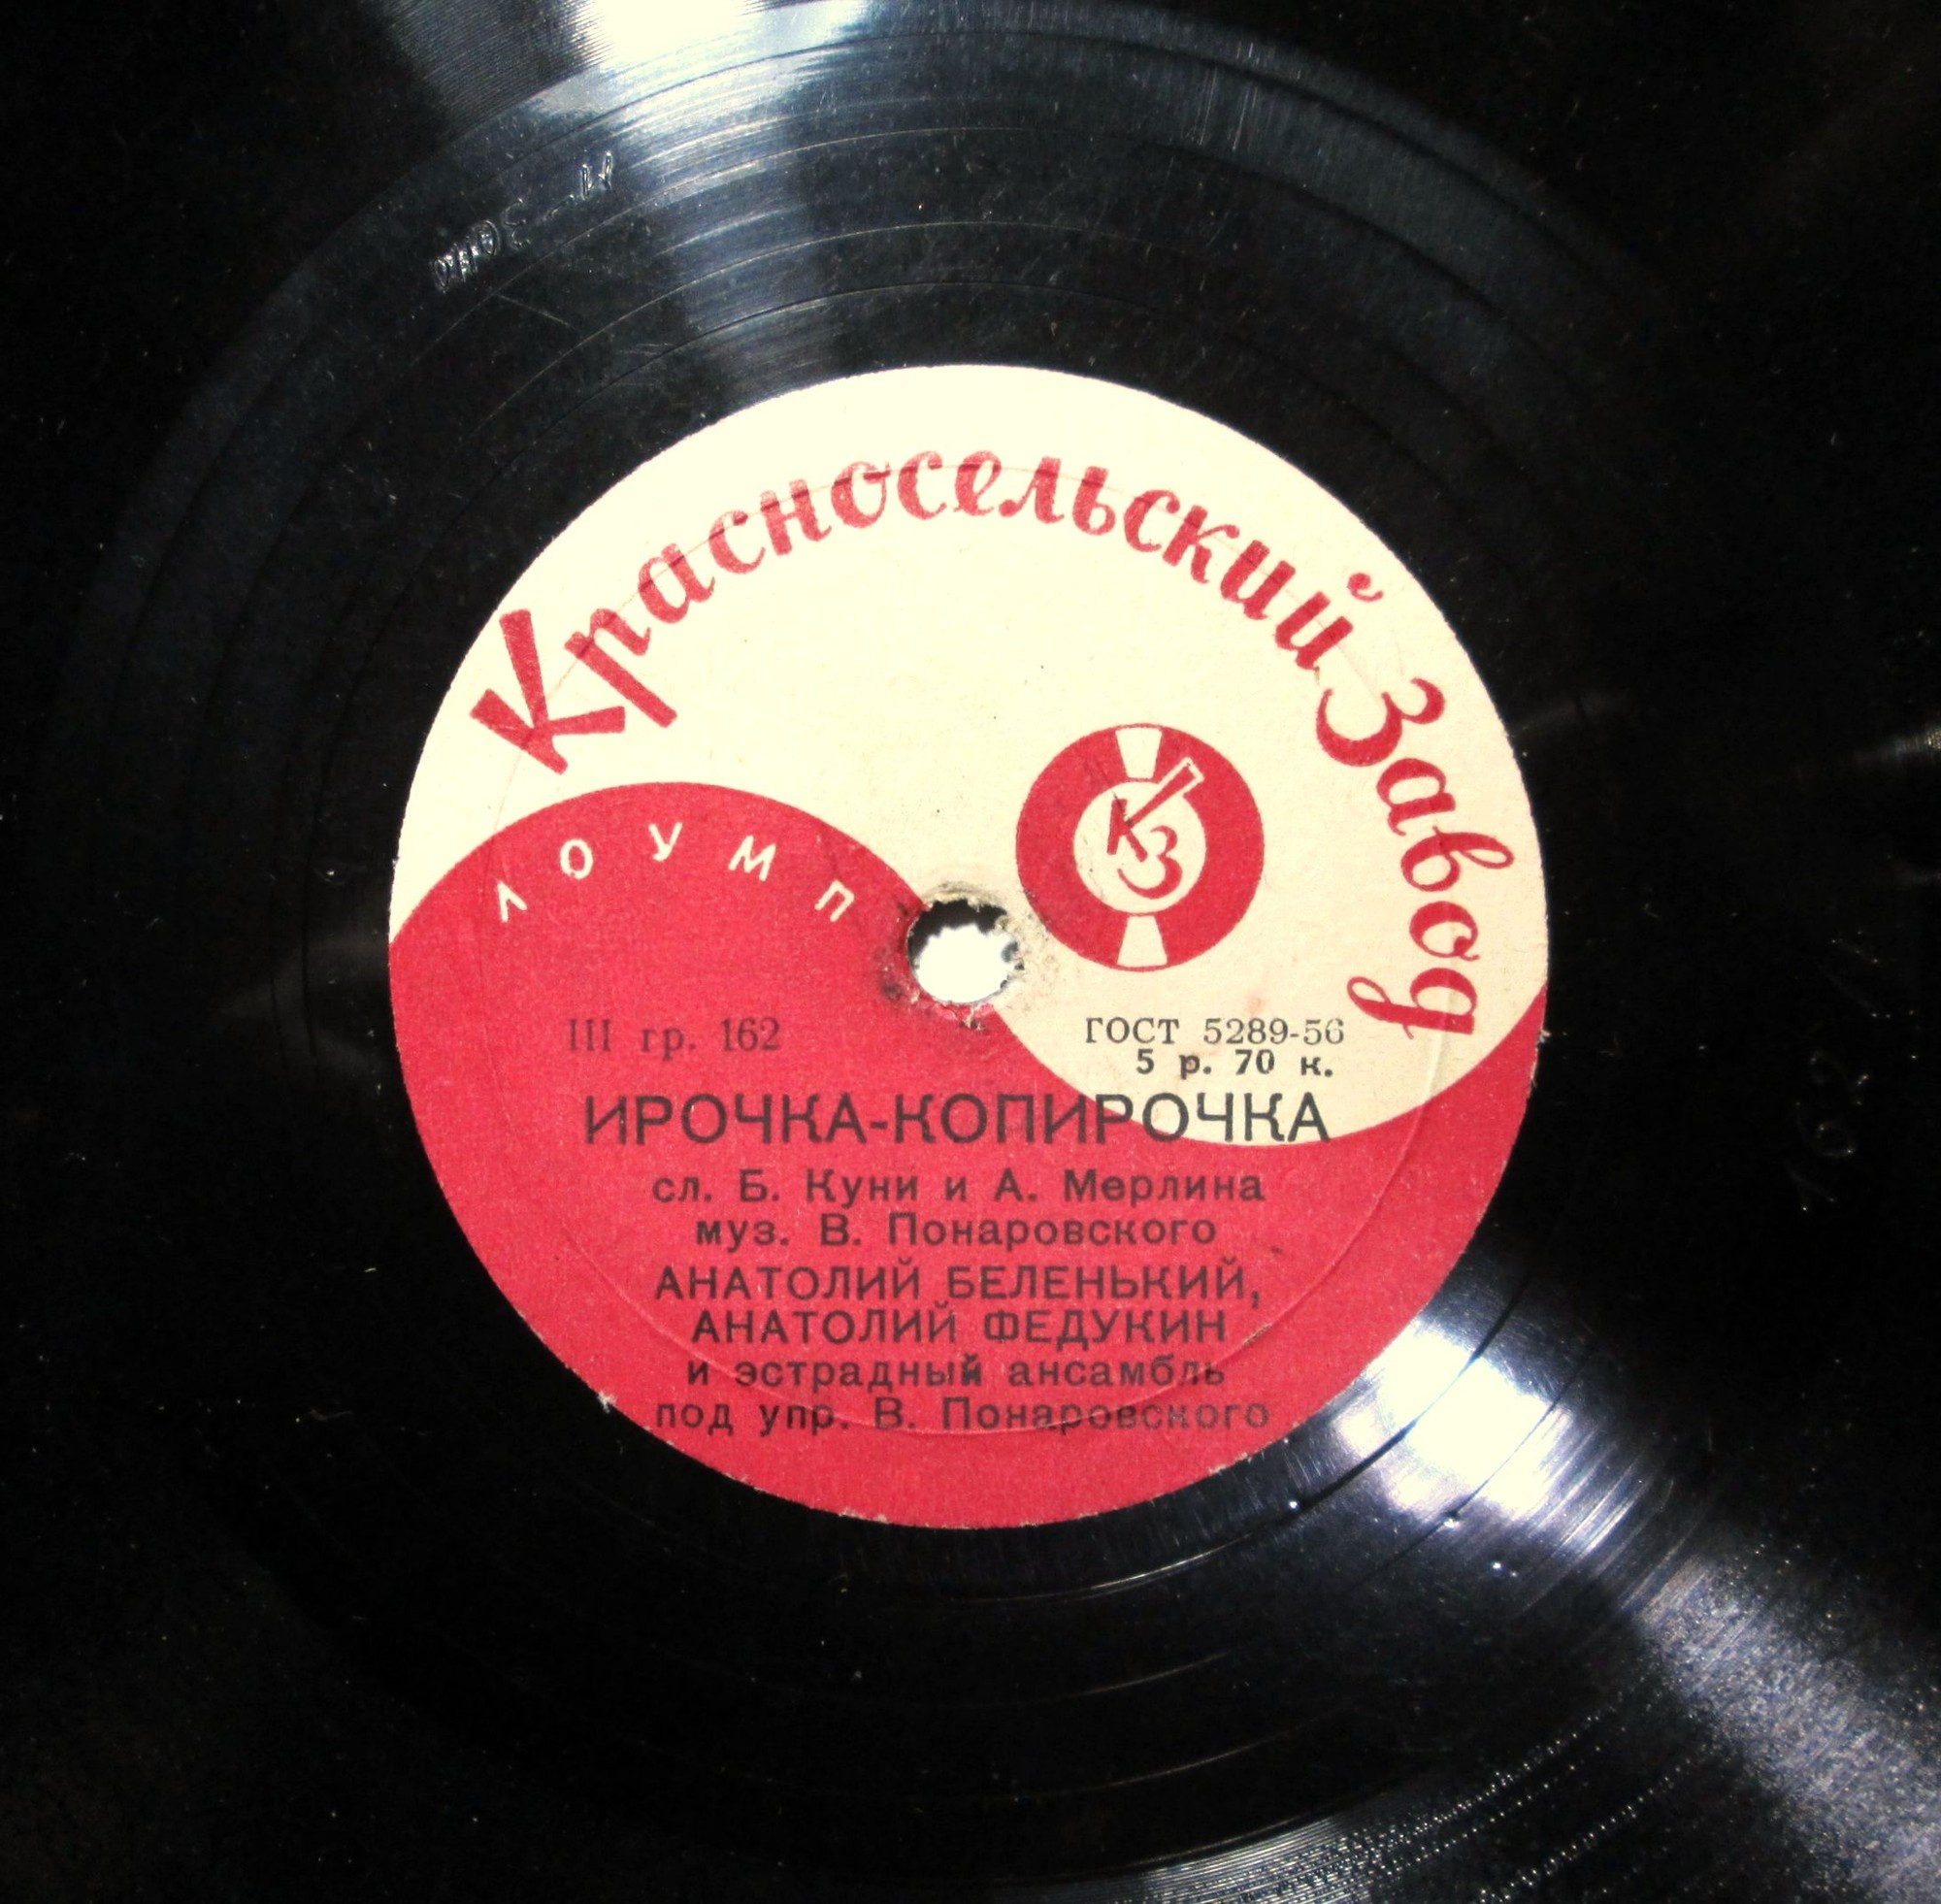 Красносельский Завод
КЗ
ЛОУМП
III гр. 162
ГОСТ 5289-56
5 р. 70 к.
ИРОЧКА-КОПИРОЧКА
сл. Б. Куни и А. Мерлина
муз. В. Понаровского
АНАТОЛИЙ БЕЛЕНЬКИЙ,
АНАТОЛИЙ ФЕДУКИН
и эстрадный ансамбль
под упр. В. Понаровского
162